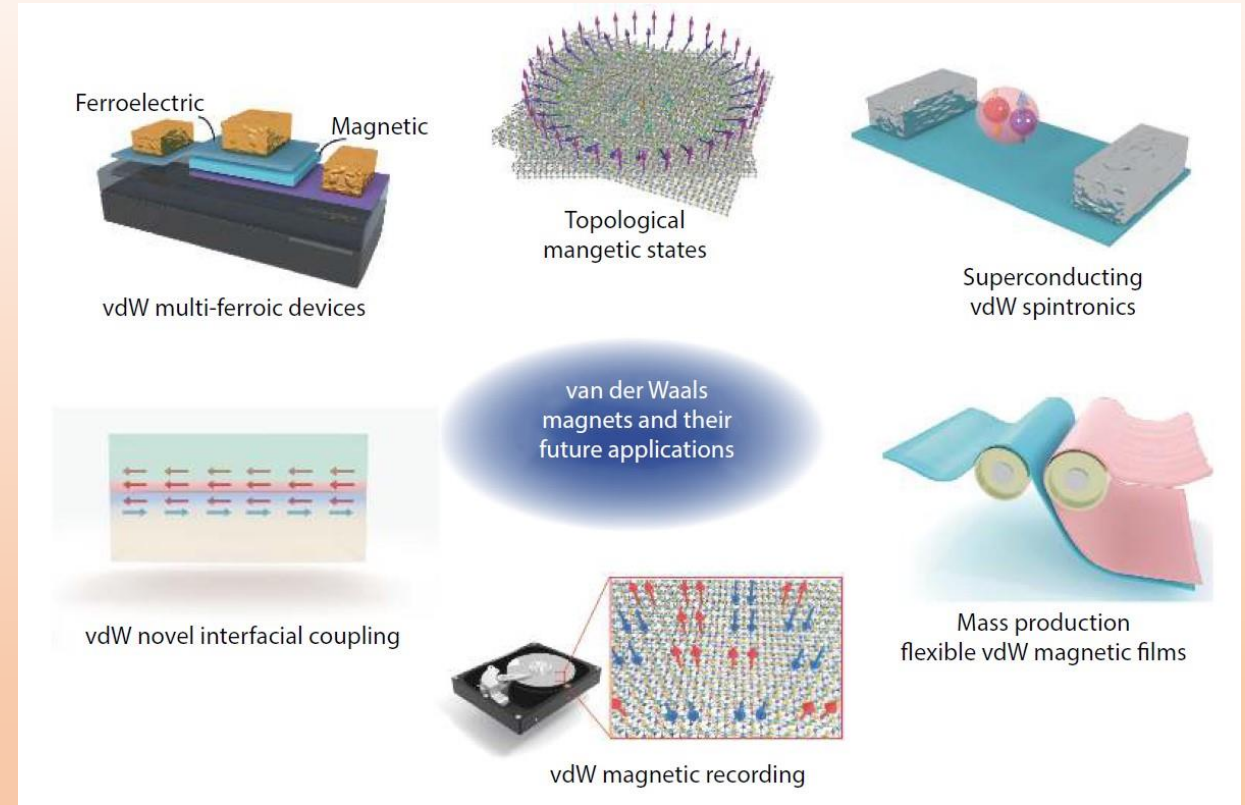 Ferroelectric
Magnetic
vdW multi-ferroic devices
Topological
mangetic states
Superconducting
vdW spintronics
van der Waals
magnets and their
future applications
vdW novel interfacial coupling
vdW magnetic recording
Mass production
flexible vdW magnetic films